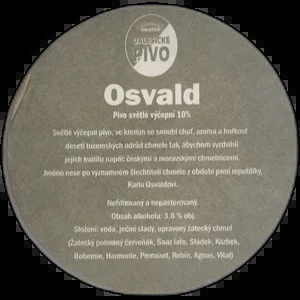 DALEŠICKÉ
PIVO
Osvald
Pivo světlé výčepní 10%
Světlé výčepní pivo, ve kterém se snoubí chuť, aroma a hořkost
deseti tuzemských odrůd chmele tak, abychom vyzdvihli
jejich kvalitu napříč českými a moravskými chmelnicemi.
Jméno nese po významném šlechtiteli chmele z období první republiky,
Karlu Osvaldovi.
Nefiltrovaný a nepasterovaný.
Obsah alkoholu: 3,8 % obj.
Složení: voda, ječné slady, upravený žatecký chmel
(Žatecký poloraný červeňák, Saaz late, Sládek, Kazbek,
Bohemie, Harmonie, Premiant, Rubín, Agnus, Vital)